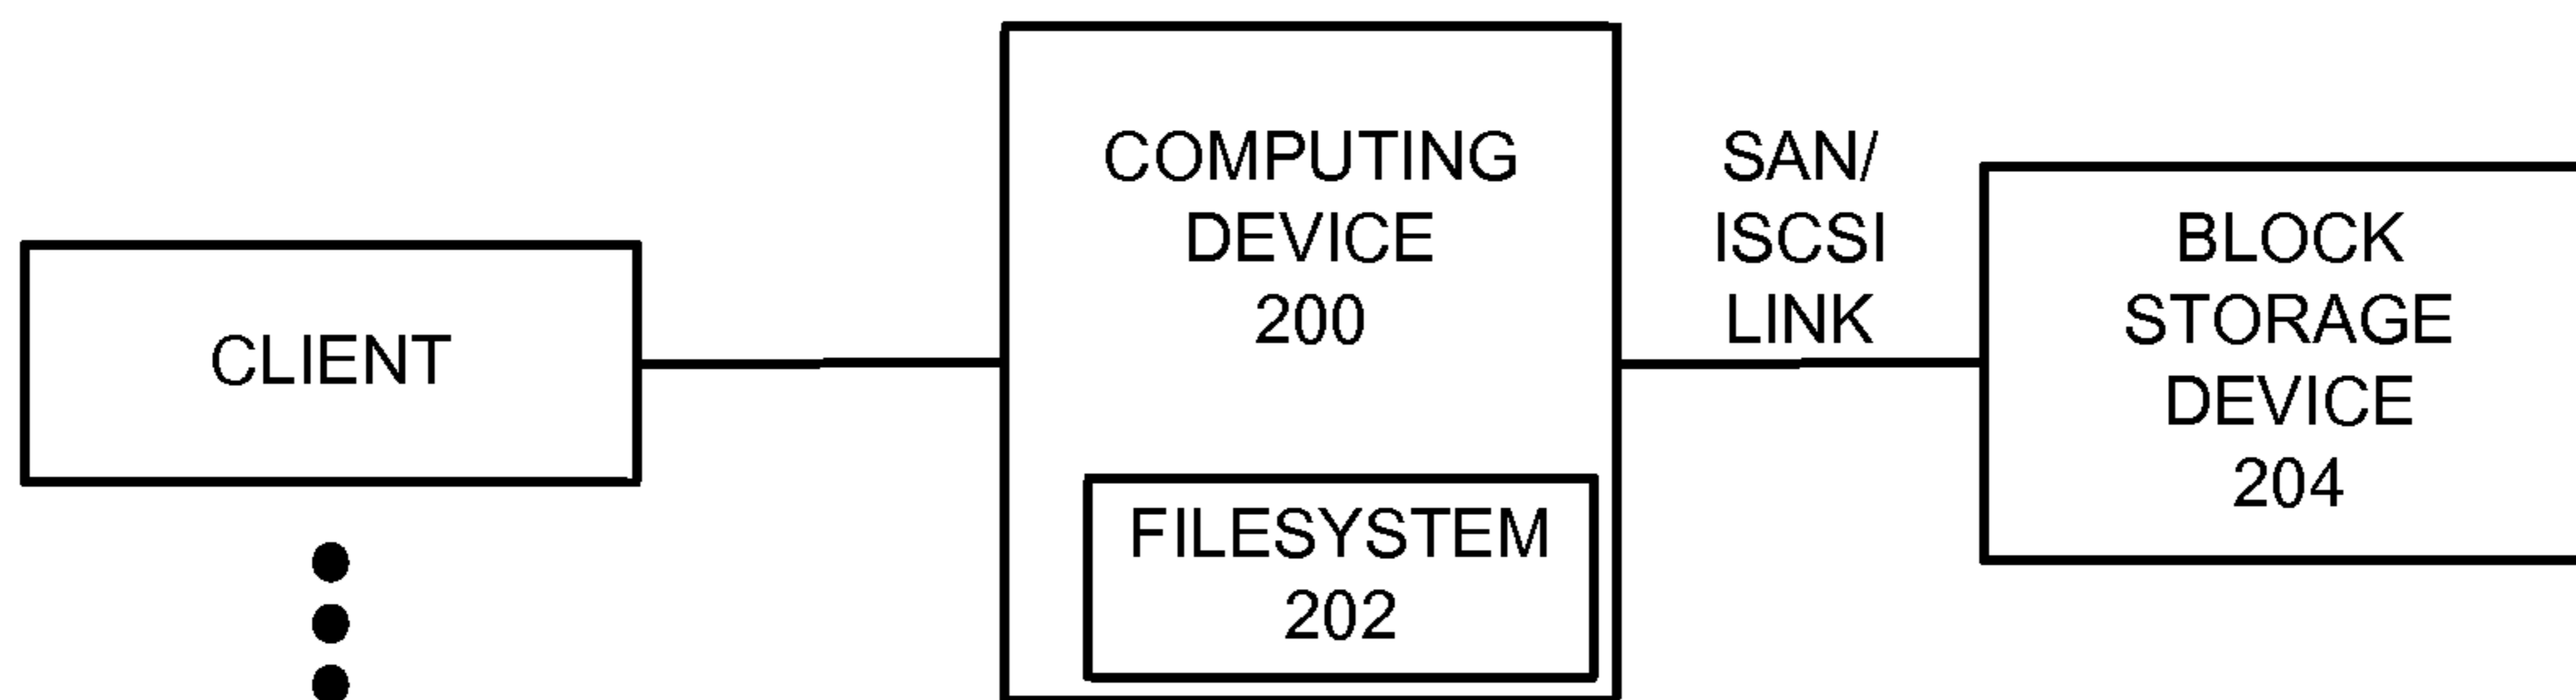 CLIENT
COMPUTING
DEVICE
200
FILESYSTEM
202
SAN/
ISCSI
LINK
BLOCK
STORAGE
DEVICE
204